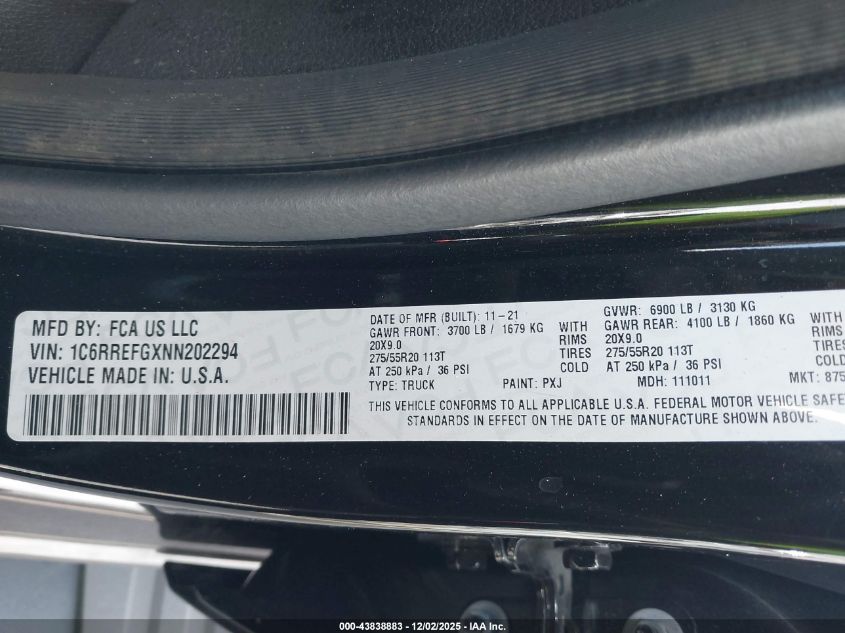 MFD BY: FCA US LLC
VIN: 1C6RREFGXNN202294
VEHICLE MADE IN: U.S.A.
DATE OF MFR (BUILT): 11-21
GAWR FRONT: 3700 LB / 1679 KG WITH
20X9.0 RIMS
275/55R20 113T TIRES
AT 250 kPa / 36 PSI COLD
TYPE: TRUCK PAINT: PXJ
GVWR: 6900 LB / 3130 KG
GAWR REAR: 4100 LB / 1860 KG WITH
20X9.0 RIMS
275/55R20 113T TIRES
AT 250 kPa / 36 PSI COLD
MDH: 111011 MKT: 875
THIS VEHICLE CONFORMS TO ALL APPLICABLE U.S.A. FEDERAL MOTOR VEHICLE SAFE
STANDARDS IN EFFECT ON THE DATE OF MANUFACTURE SHOWN ABOVE.
000-43838883 - 12/02/2025 - IAA Inc.